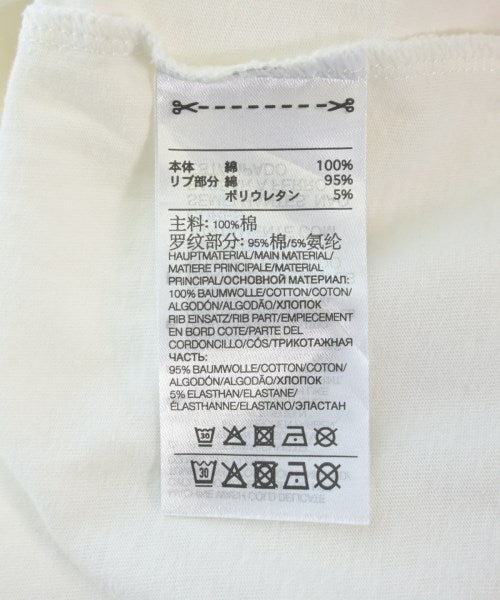 本体 綿 100%
リブ部分 綿 95%
ポリウレタン 5%
主料: 100%棉
罗纹部分: 95%棉/5%氨纶
HAUPTMATERIAL/MAIN MATERIAL/
MATIERE PRINCIPALE/MATERIAL
PRINCIPAL/ОСНОВНОЙ МАТЕРИАЛ:
100% BAUMWOLLE/COTTON/COTON/
ALGODÓN/ALGODÃO/ХЛОПОК
RIB EINSATZ/RIB PART/EMPIECEMENT
EN BORD COTE/PARTE DEL
CORDONCILLO/CÓS/ТРИКОТАЖНАЯ
ЧАСТЬ:
95% BAUMWOLLE/COTTON/COTON/
ALGODÓN/ALGODÃO/ХЛОПОК
5% ELASTHAN/ELASTANE/
ÉLASTHANNE/ELASTANO/ЭЛАСТАН
30
30